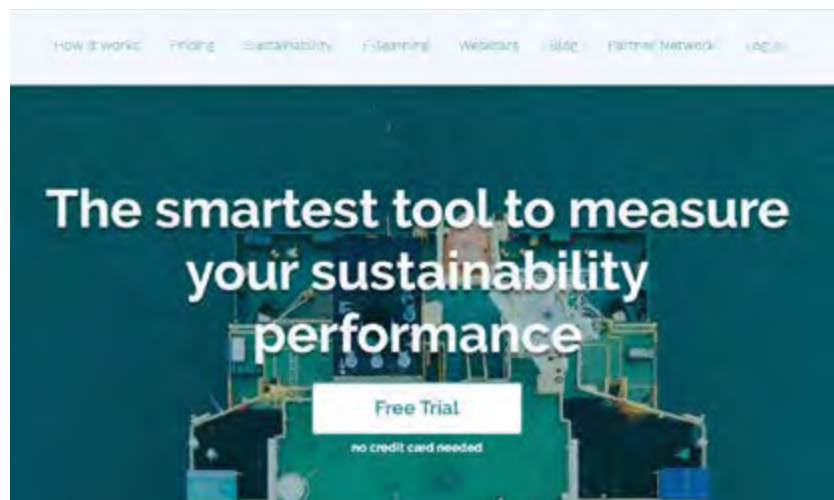 How it works Pricing Sustainability E-learning Webinars Blog Partner Network Log in
The smartest tool to measure
your sustainability
performance
Free Trial
no credit card needed